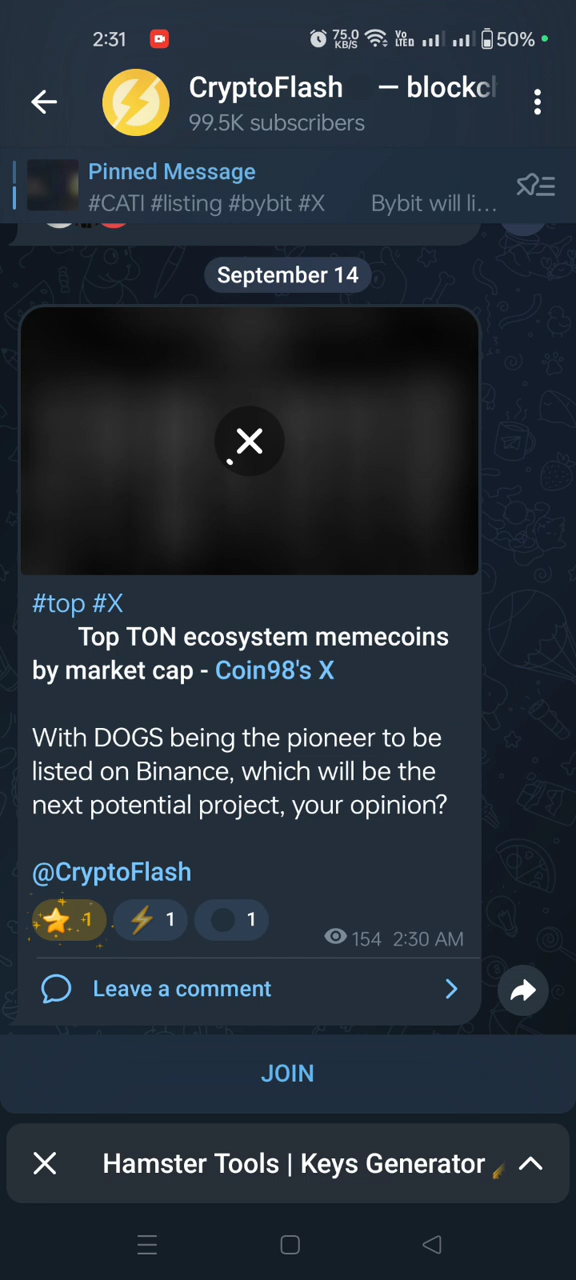 2:31 75.0 KB/S Vo LTED 50%
CryptoFlash — blockch
99.5K subscribers
Pinned Message
#CATI #listing #bybit #X Bybit will li...
September 14
#top #X
Top TON ecosystem memecoins
by market cap - Coin98's X
With DOGS being the pioneer to be
listed on Binance, which will be the
next potential project, your opinion?
@CryptoFlash
1 1 1
154 2:30 AM
Leave a comment
JOIN
Hamster Tools | Keys Generator